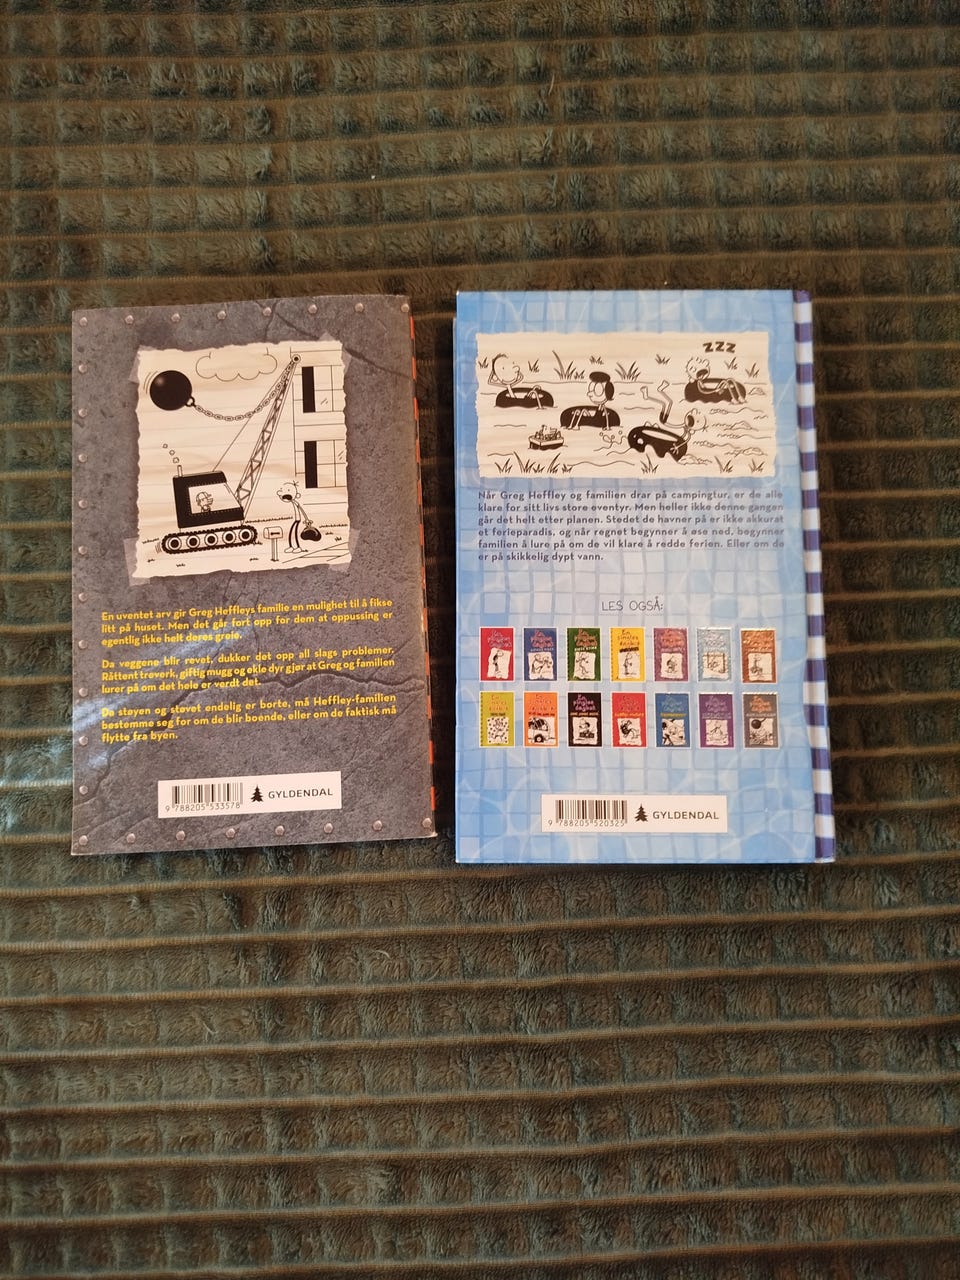 En uventet arv gir Greg Heffleys familie en mulighet til å fikse
litt på huset. Men det går fort opp for dem at oppussing er
egentlig ikke helt deres greie.
Da veggene blir revet, dukker det opp all slags problemer.
Råttent treverk, giftig mugg og ekle dyr gjør at Greg og familien
lurer på om det hele er verdt det.
Da støyen og støvet endelig er borte, må Heffley-familien
bestemme seg for om de blir boende, eller om de faktisk må
flytte fra byen.
9 788205 533578
GYLDENDAL
ZZZ
Når Greg Heffley og familien drar på campingtur, er de alle
klare for sitt livs store eventyr. Men heller ikke denne gangen
går det helt etter planen. Stedet de havner på er ikke akkurat
et ferieparadis, og når regnet begynner å øse ned, begynner
familien å lure på om de vil klare å redde ferien. Eller om de
er på skikkelig dypt vann.
LES OGSÅ:
9 788205 520325
GYLDENDAL